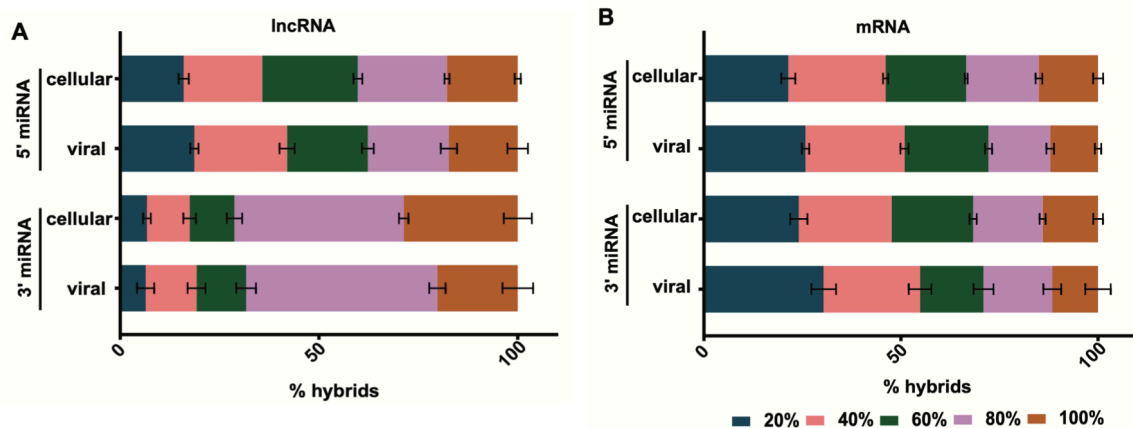 A
lncRNA
5' miRNA
cellular
viral
3' miRNA
cellular
viral
0
50
100
% hybrids
B
mRNA
5' miRNA
cellular
viral
3' miRNA
cellular
viral
0
50
100
% hybrids
20% 40% 60% 80% 100%